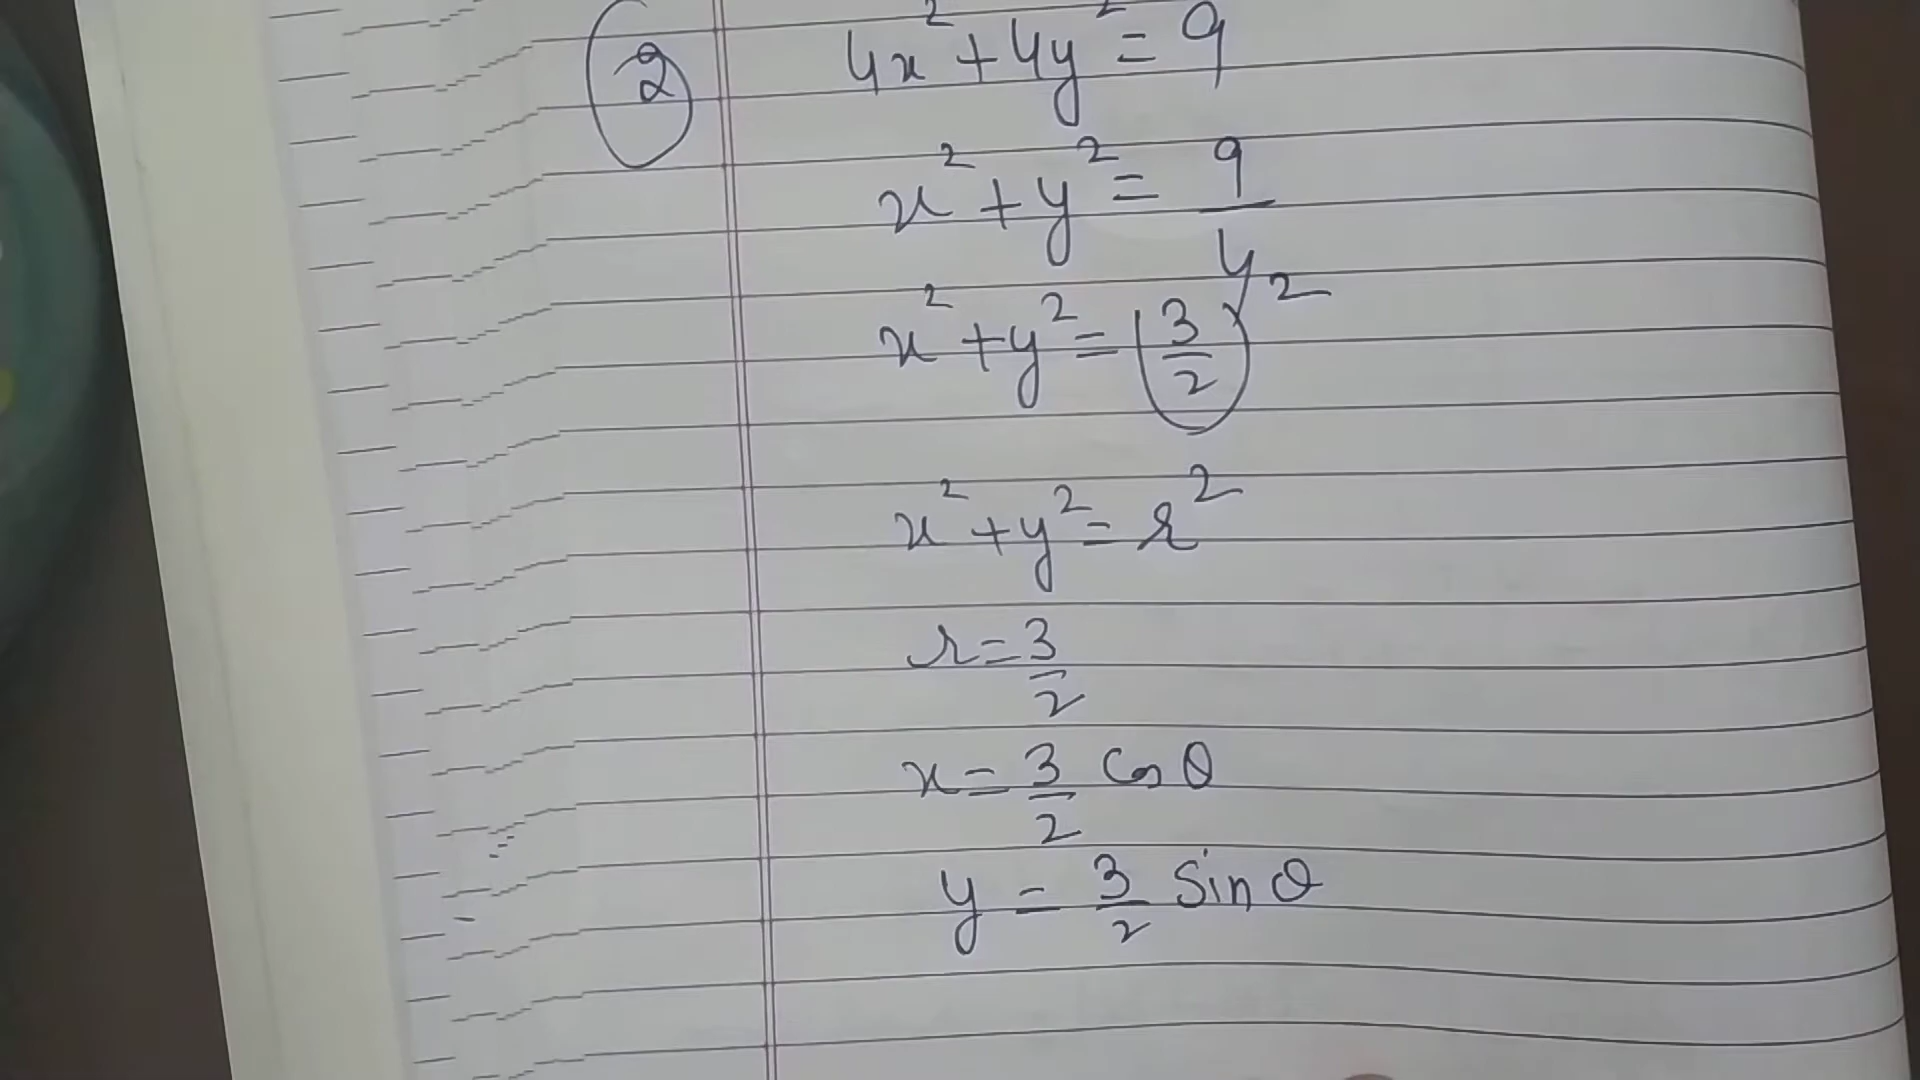 2 4x² + 4y² = 9
x² + y² = 9/4
x² + y² = (3/2)²
x² + y² = r²
r = 3/2
x = 3/2 Cos θ
y = 3/2 Sin θ